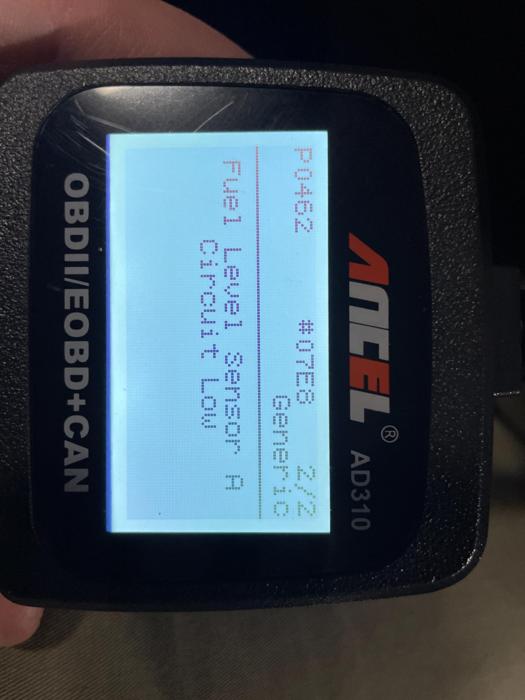 ANCEL® AD310
P0462 #07E8 2/2
Generic
Fuel Level Sensor A
Circuit Low
OBDII/EOBD+CAN